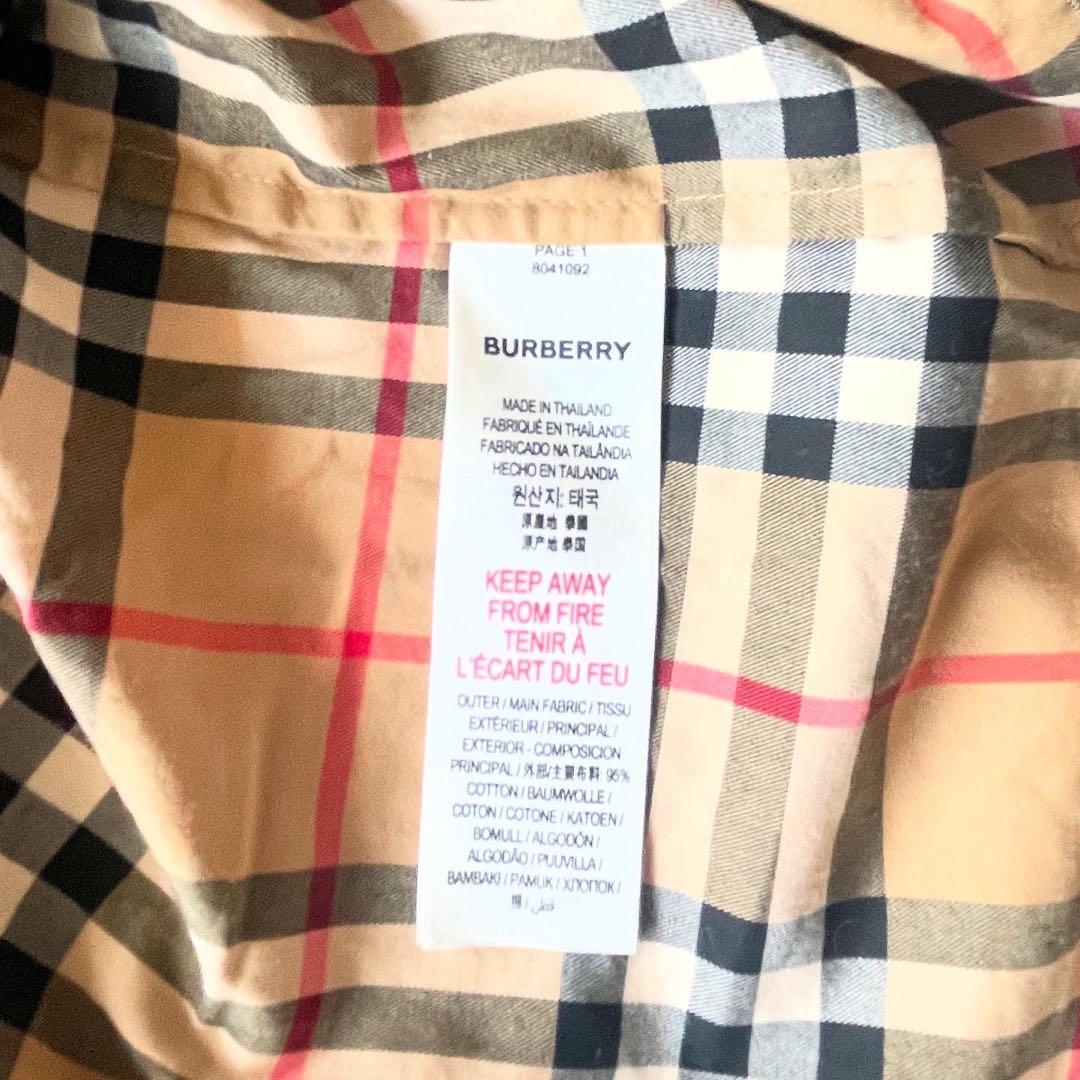 PAGE 1
8041092
BURBERRY
MADE IN THAILAND
FABRIQUÉ EN THAÏLANDE
FABRICADO NA TAILÂNDIA
HECHO EN TAILANDIA
원산지: 태국
原產地 泰國
原产地 泰国
KEEP AWAY
FROM FIRE
TENIR À
L'ÉCART DU FEU
OUTER / MAIN FABRIC / TISSU
EXTÉRIEUR / PRINCIPAL /
EXTERIOR - COMPOSICION
PRINCIPAL / 外部/主要布料 95%
COTTON / BAUMWOLLE /
COTON / COTONE / KATOEN /
BOMULL / ALGODÓN /
ALGODÃO / PUUVILLA /
BAMBAKI / PAMUK / ХЛОПОК /
棉 / قطن